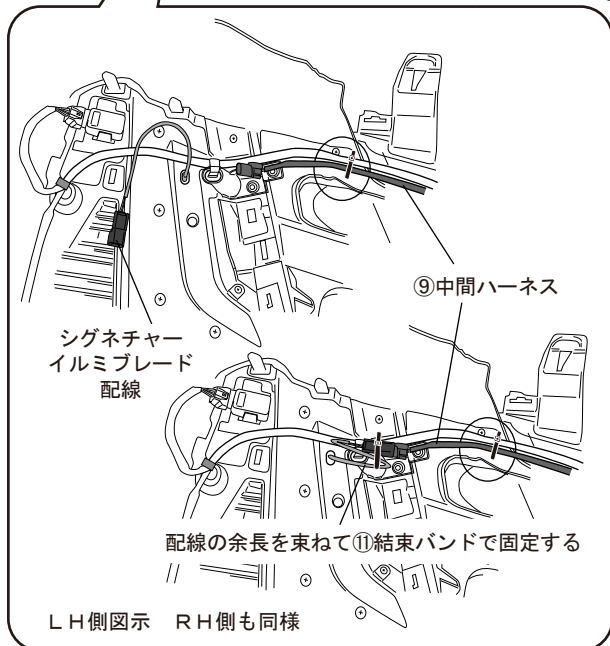 ⑨中間ハーネス
シグネチャー
イルミブレード
配線
配線の余長を束ねて⑪結束バンドで固定する
ＬＨ側図示　ＲＨ側も同様